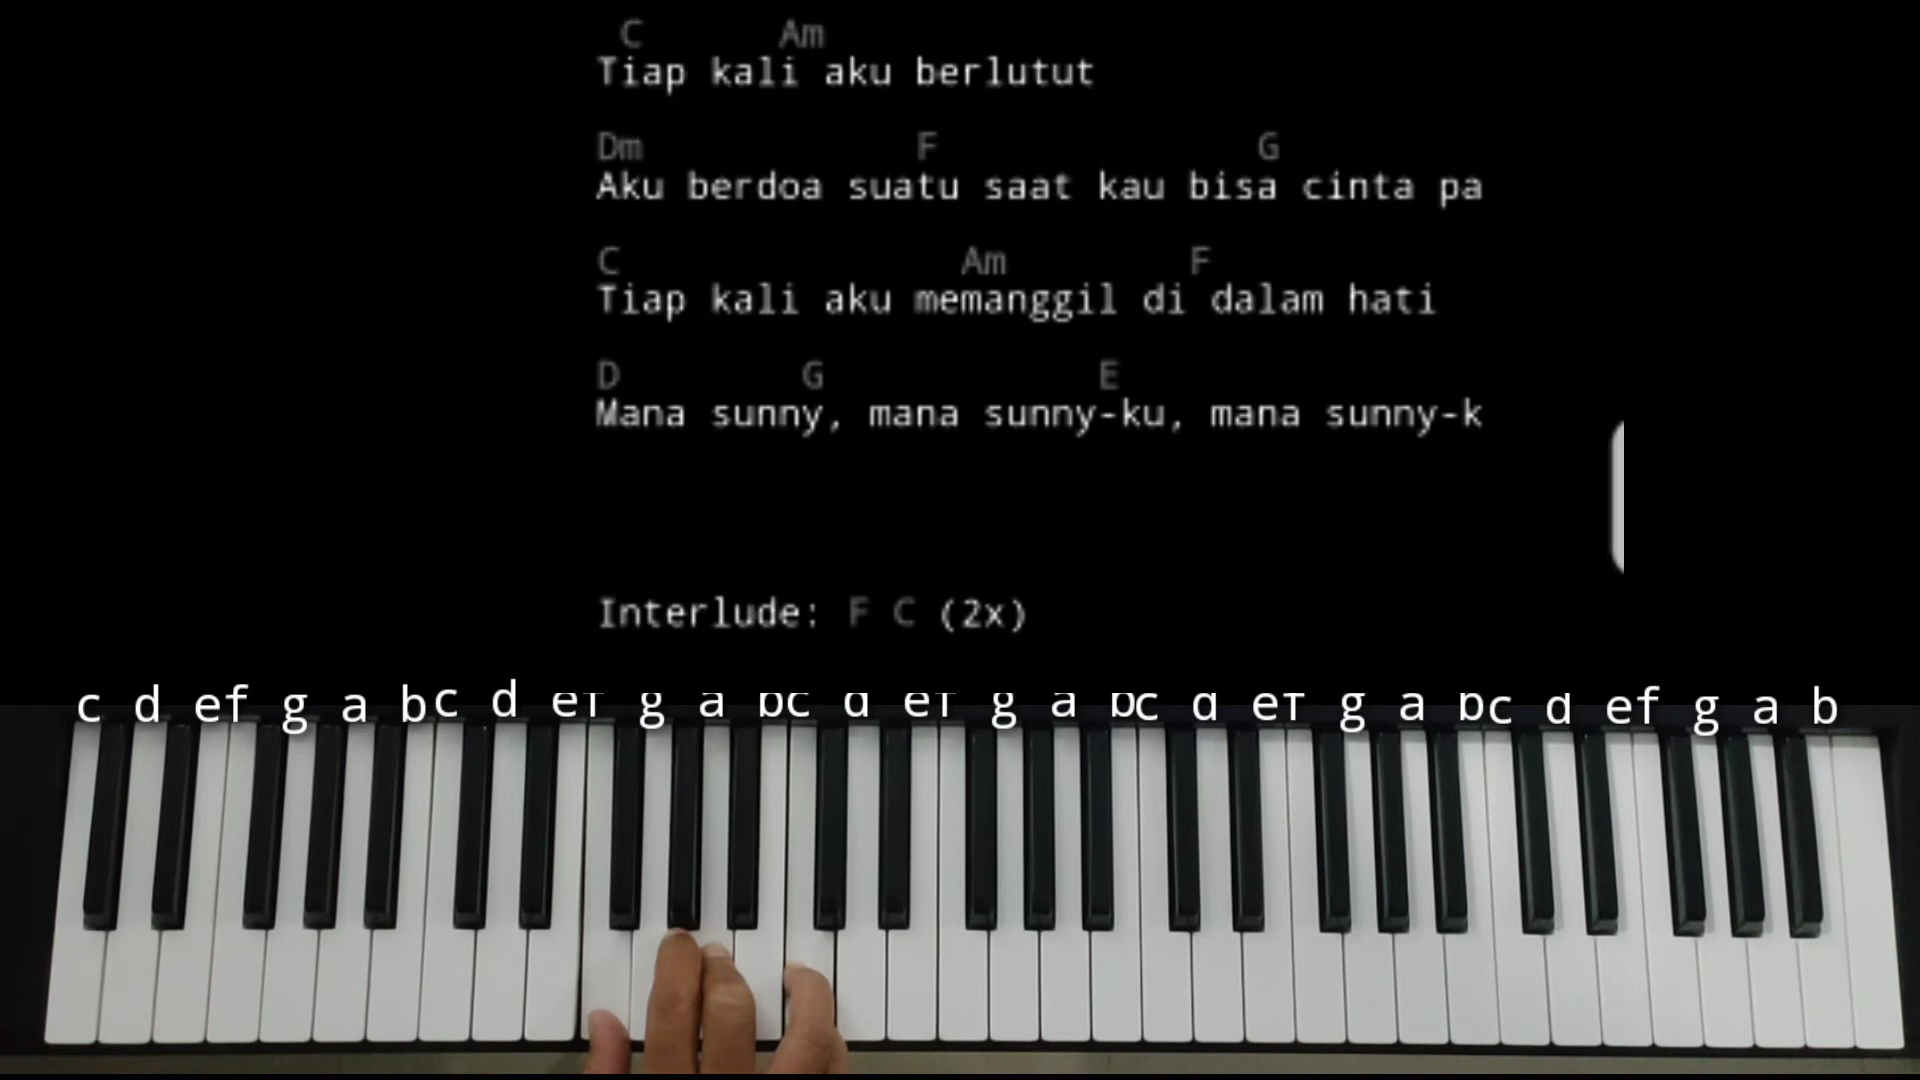 C Am
Tiap kali aku berlutut
Dm F G
Aku berdoa suatu saat kau bisa cinta pa
C Am F
Tiap kali aku memanggil di dalam hati
D G E
Mana sunny, mana sunny-ku, mana sunny-k
Interlude: F C (2x)
c d e f g a b c d e f g a b c d e f g a b c d e f g a b c d e f g a b